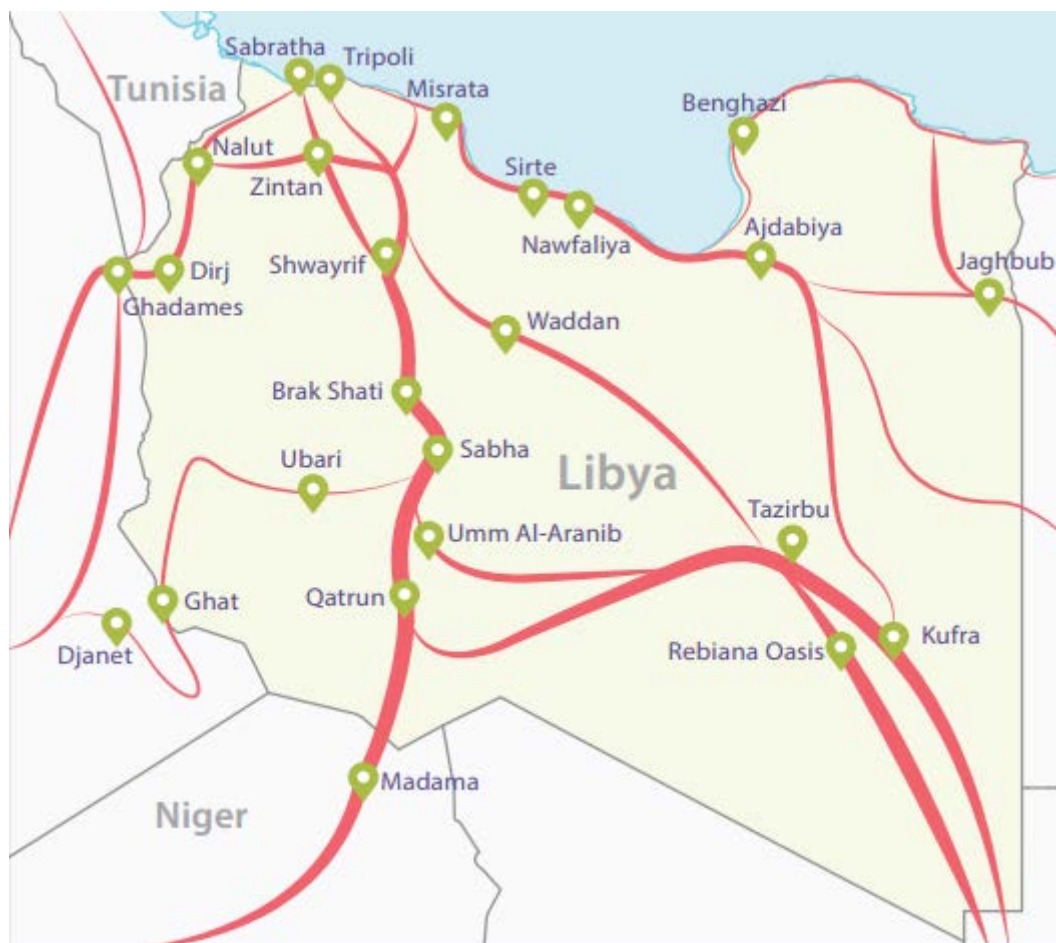 Sabratha
Tripoli
Tunisia
Misrata
Benghazi
Nalut
Zintan
Sirte
Nawfaliya
Ajdabiya
Shwayrif
Dirj
Jaghbub
Ghadames
Waddan
Brak Shati
Sabha
Ubari
Libya
Tazirbu
Umm Al-Aranib
Ghat
Qatrun
Djanet
Rebiana Oasis
Kufra
Madama
Niger